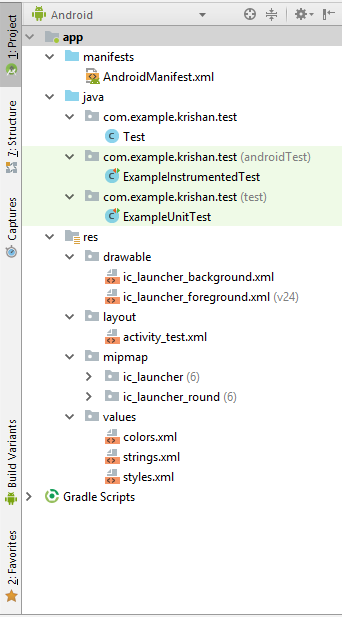 Android
1: Project
7: Structure
Captures
Build Variants
2: Favorites
app
manifests
AndroidManifest.xml
java
com.example.krishan.test
Test
com.example.krishan.test (androidTest)
ExampleInstrumentedTest
com.example.krishan.test (test)
ExampleUnitTest
res
drawable
ic_launcher_background.xml
ic_launcher_foreground.xml (v24)
layout
activity_test.xml
mipmap
ic_launcher (6)
ic_launcher_round (6)
values
colors.xml
strings.xml
styles.xml
Gradle Scripts